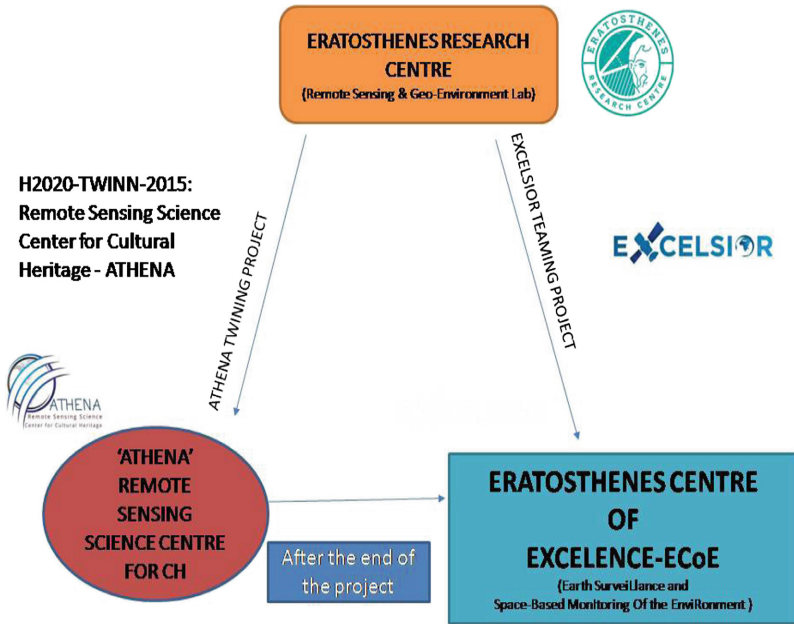 ERATOSTHENES RESEARCH
CENTRE
(Remote Sensing & Geo-Environment Lab)
ERATOSTHENES
RESEARCH CENTRE
H2020-TWINN-2015:
Remote Sensing Science
Center for Cultural
Heritage - ATHENA
ATHENA TWINING PROJECT
EXCELSIOR TEAMING PROJECT
EXCELSIOR
ATHENA
Remote Sensing Science
Center for Cultural Heritage
'ATHENA'
REMOTE
SENSING
SCIENCE CENTRE
FOR CH
After the end of
the project
ERATOSTHENES CENTRE
OF
EXCELENCE-ECoE
(Earth SurveiLlance and
Space-Based Monitoring Of the EnviRonment )